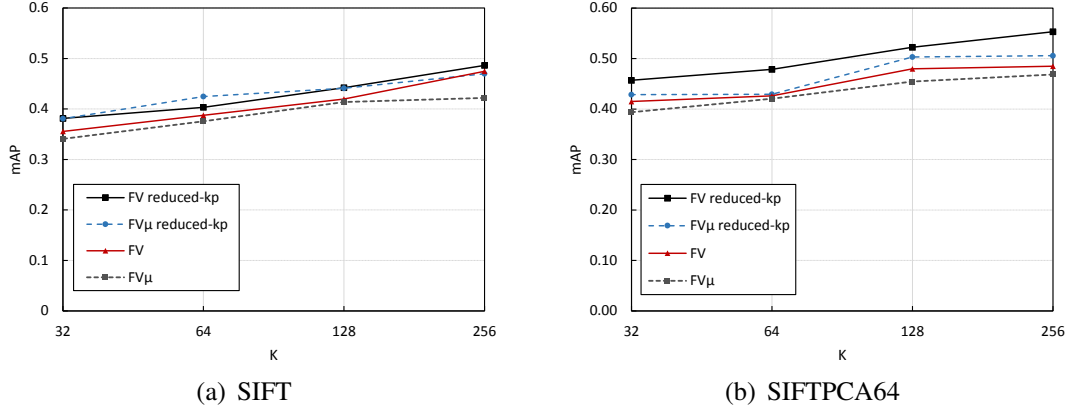 0.6
0.5
0.4
0.3
0.2
0.1
0
mAP
FV reduced-kp
FVμ reduced-kp
FV
FVμ
32
64
128
256
K
(a) SIFT
0.60
0.50
0.40
0.30
0.20
0.10
0.00
mAP
FV reduced-kp
FVμ reduced-kp
FV
FVμ
32
64
128
256
K
(b) SIFTPCA64